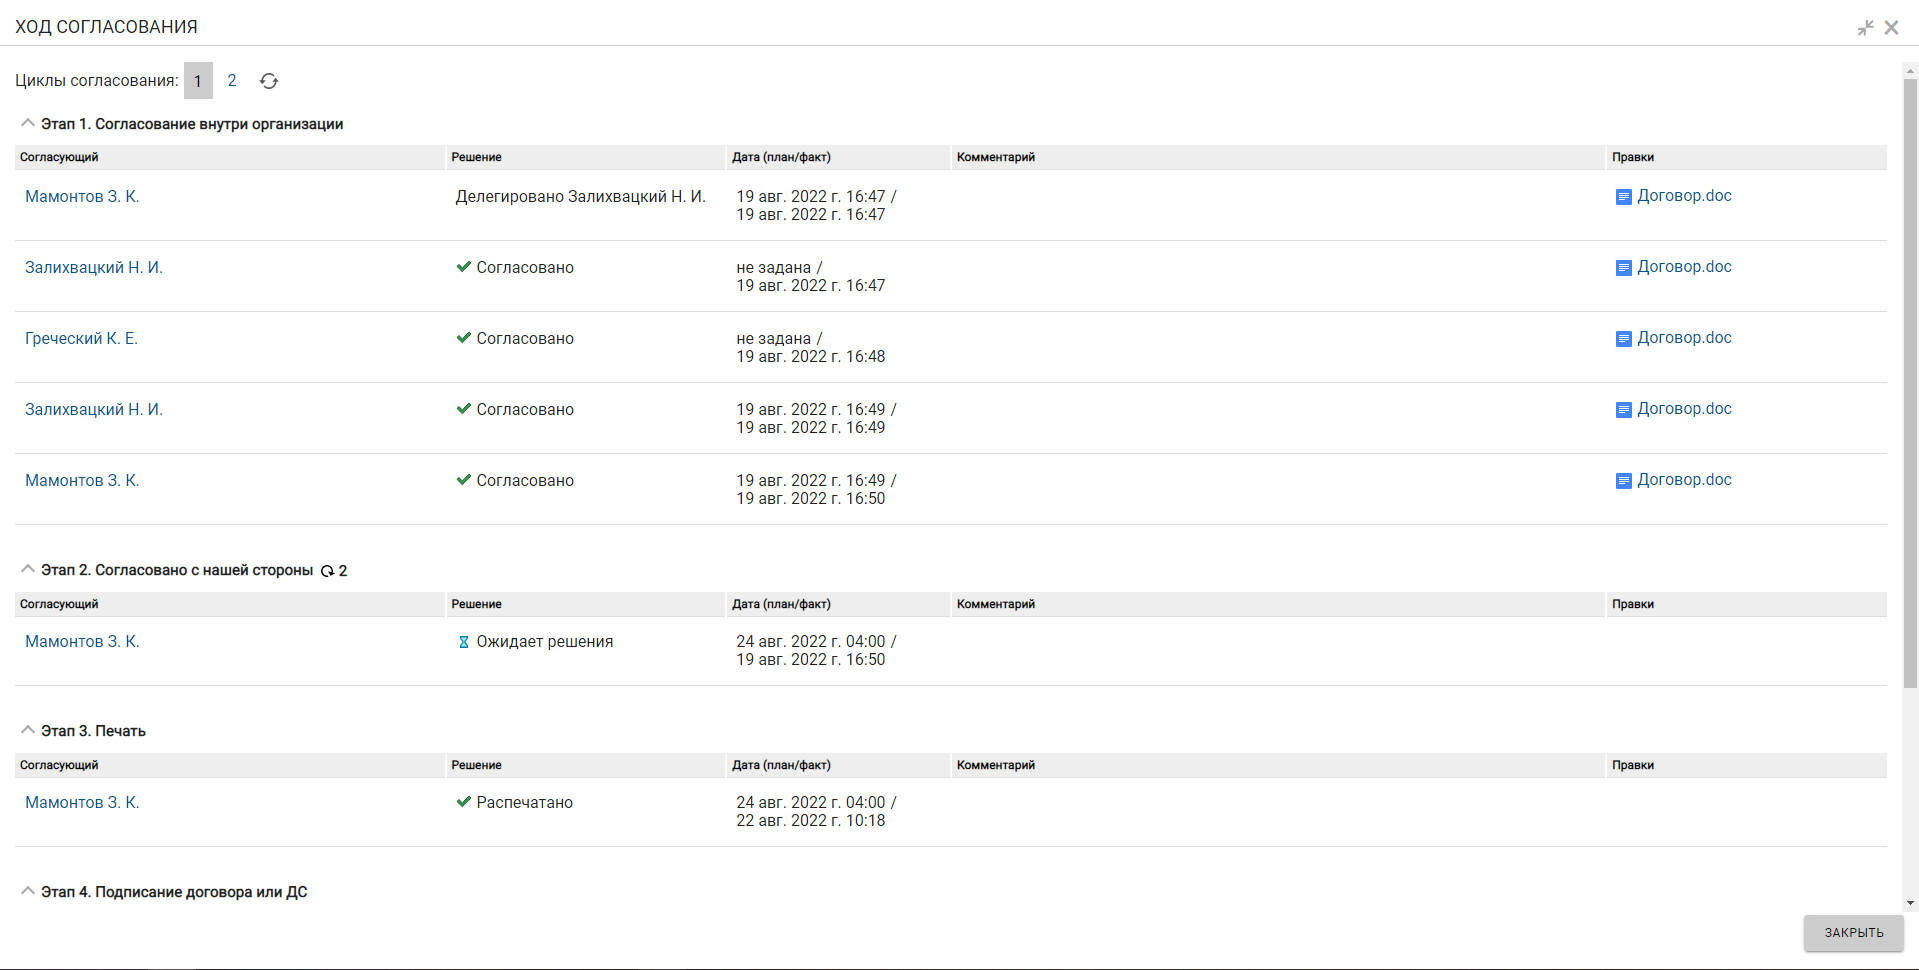 ХОД СОГЛАСОВАНИЯ
Циклы согласования: 1 2
Этап 1. Согласование внутри организации
Согласующий Решение Дата (план/факт) Комментарий Правки
Мамонтов З. К. Делегировано Залихвацкий Н. И. 19 авг. 2022 г. 16:47 / Договор.doc
19 авг. 2022 г. 16:47
Залихвацкий Н. И. Согласовано не задана / Договор.doc
19 авг. 2022 г. 16:47
Греческий К. Е. Согласовано не задана / Договор.doc
19 авг. 2022 г. 16:48
Залихвацкий Н. И. Согласовано 19 авг. 2022 г. 16:49 / Договор.doc
19 авг. 2022 г. 16:49
Мамонтов З. К. Согласовано 19 авг. 2022 г. 16:49 / Договор.doc
19 авг. 2022 г. 16:50
Этап 2. Согласовано с нашей стороны 2
Согласующий Решение Дата (план/факт) Комментарий Правки
Мамонтов З. К. Ожидает решения 24 авг. 2022 г. 04:00 /
19 авг. 2022 г. 16:50
Этап 3. Печать
Согласующий Решение Дата (план/факт) Комментарий Правки
Мамонтов З. К. Распечатано 24 авг. 2022 г. 04:00 /
22 авг. 2022 г. 10:18
Этап 4. Подписание договора или ДС
ЗАКРЫТЬ